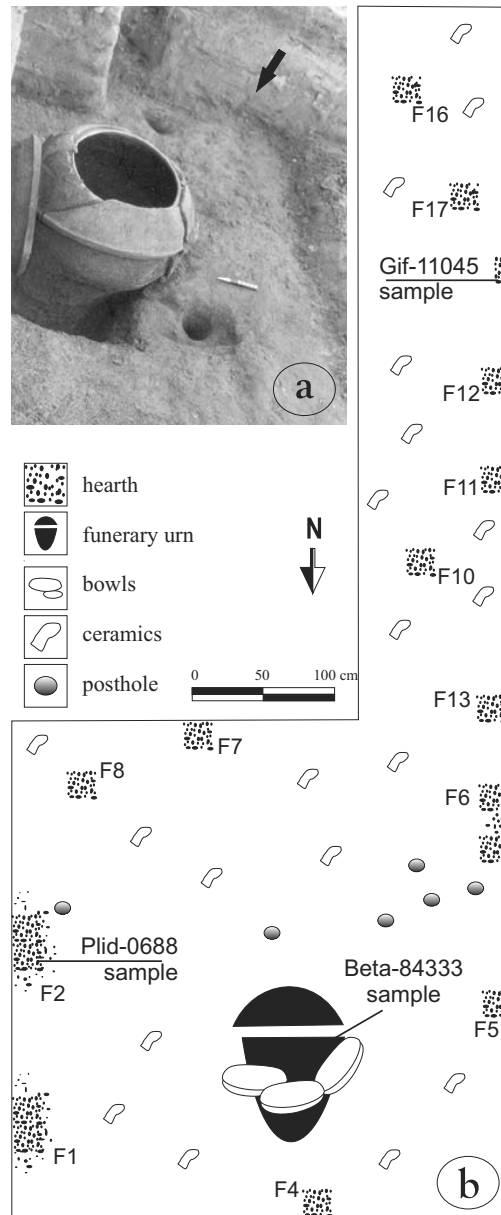 a
hearth
funerary urn
bowls
ceramics
posthole
N
0 50 100 cm
F16
F17
Gif-11045
sample
F12
F11
F10
F13
F7
F8
F6
Plid-0688
sample
F2
Beta-84333
sample
F5
F1
F4
b